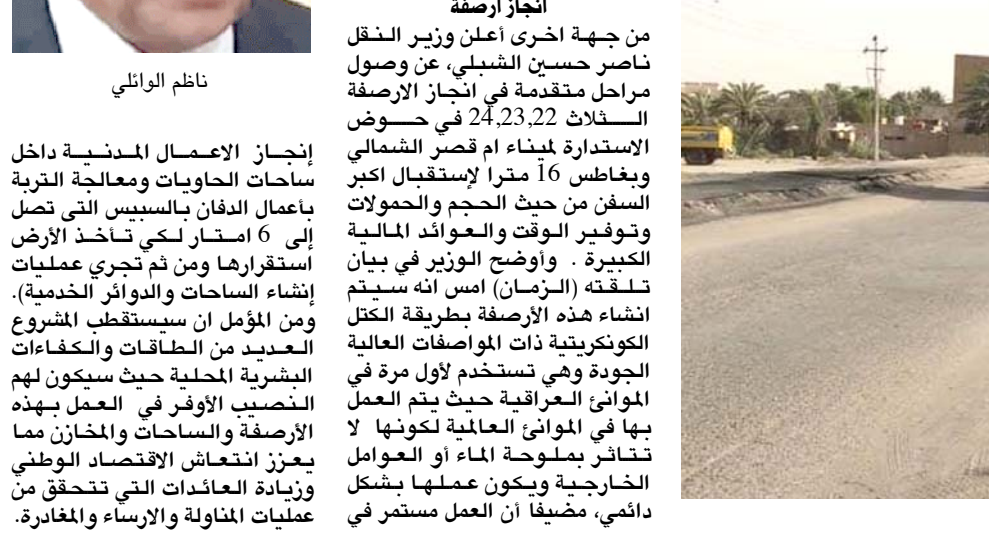 انجاز ارصفة
من جهة اخرى أعلن وزير النقل
ناصر حسين الشبلي، عن وصول
مراحل متقدمة في انجاز الارصفة
الثلاث 24,23,22 في حوض
الاستدارة لميناء ام قصر الشمالي
وبغاطس 16 مترا لإستقبال اكبر
السفن من حيث الحجم والحمولات
وتوفير الوقت والعوائد المالية
الكبيرة . وأوضح الوزير في بيان
تلقته (الزمان) امس انه سيتم
انشاء هذه الأرصفة بطريقة الكتل
الكونكريتية ذات المواصفات العالية
الجودة وهي تستخدم لأول مرة في
الموانئ العراقية حيث يتم العمل
بها في الموانئ العالمية لكونها لا
تتاثر بملوحة الماء أو العوامل
الخارجية ويكون عملها بشكل
دائمي، مضيفا أن العمل مستمر في
ناظم الوائلي
إنجاز الاعمال المدنية داخل
ساحات الحاويات ومعالجة التربة
بأعمال الدفان بالسبيس التى تصل
إلى 6 امتار لكي تأخذ الأرض
استقرارها ومن ثم تجري عمليات
إنشاء الساحات والدوائر الخدمية).
ومن المؤمل ان سيستقطب المشروع
العديد من الطاقات والكفاءات
البشرية المحلية حيث سيكون لهم
النصيب الأوفر في العمل بهذه
الأرصفة والساحات والمخازن مما
يعزز انتعاش الاقتصاد الوطني
وزيادة العائدات التي تتحقق من
عمليات المناولة والارساء والمغادرة.